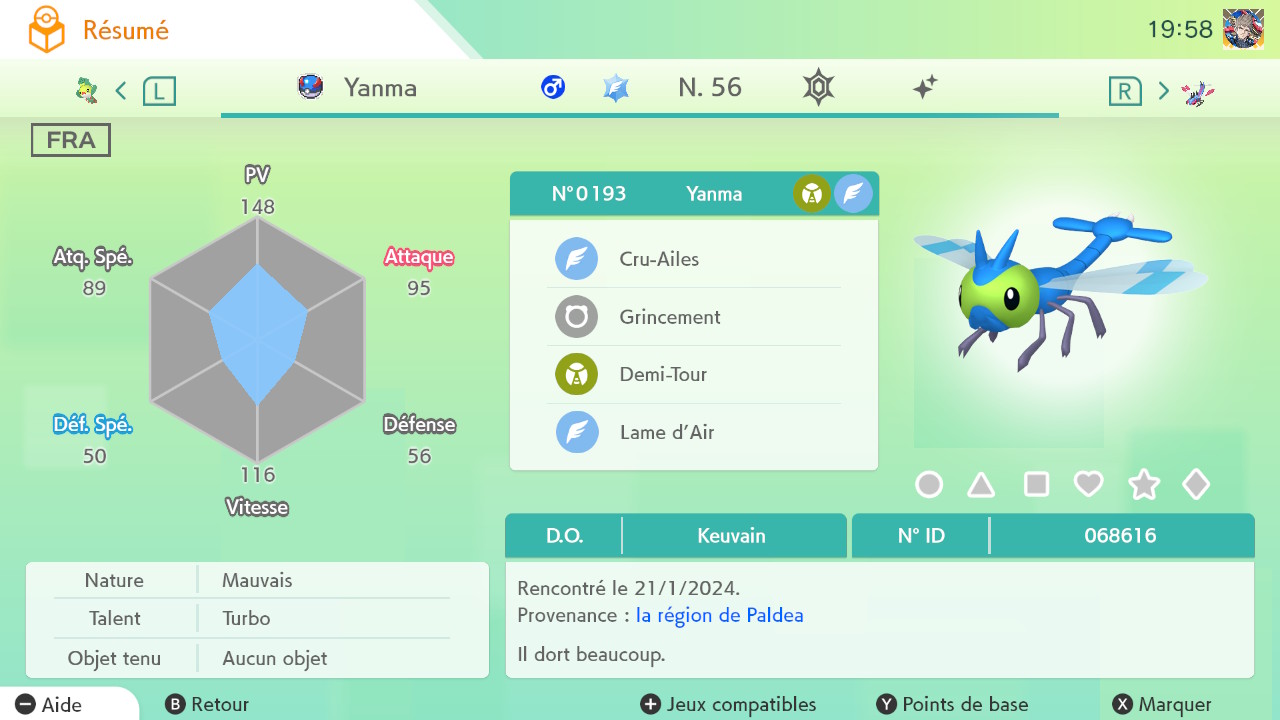 Résumé
19:58
L
Yanma
N. 56
R
FRA
PV
148
Atq. Spé.
89
Attaque
95
Déf. Spé.
50
Défense
56
116
Vitesse
N°0193 Yanma
Cru-Ailes
Grincement
Demi-Tour
Lame d'Air
D.O. Keuvain
N° ID 068616
Nature Mauvais
Talent Turbo
Objet tenu Aucun objet
Rencontré le 21/1/2024.
Provenance : la région de Paldea
Il dort beaucoup.
Aide
B Retour
Jeux compatibles
Y Points de base
X Marquer